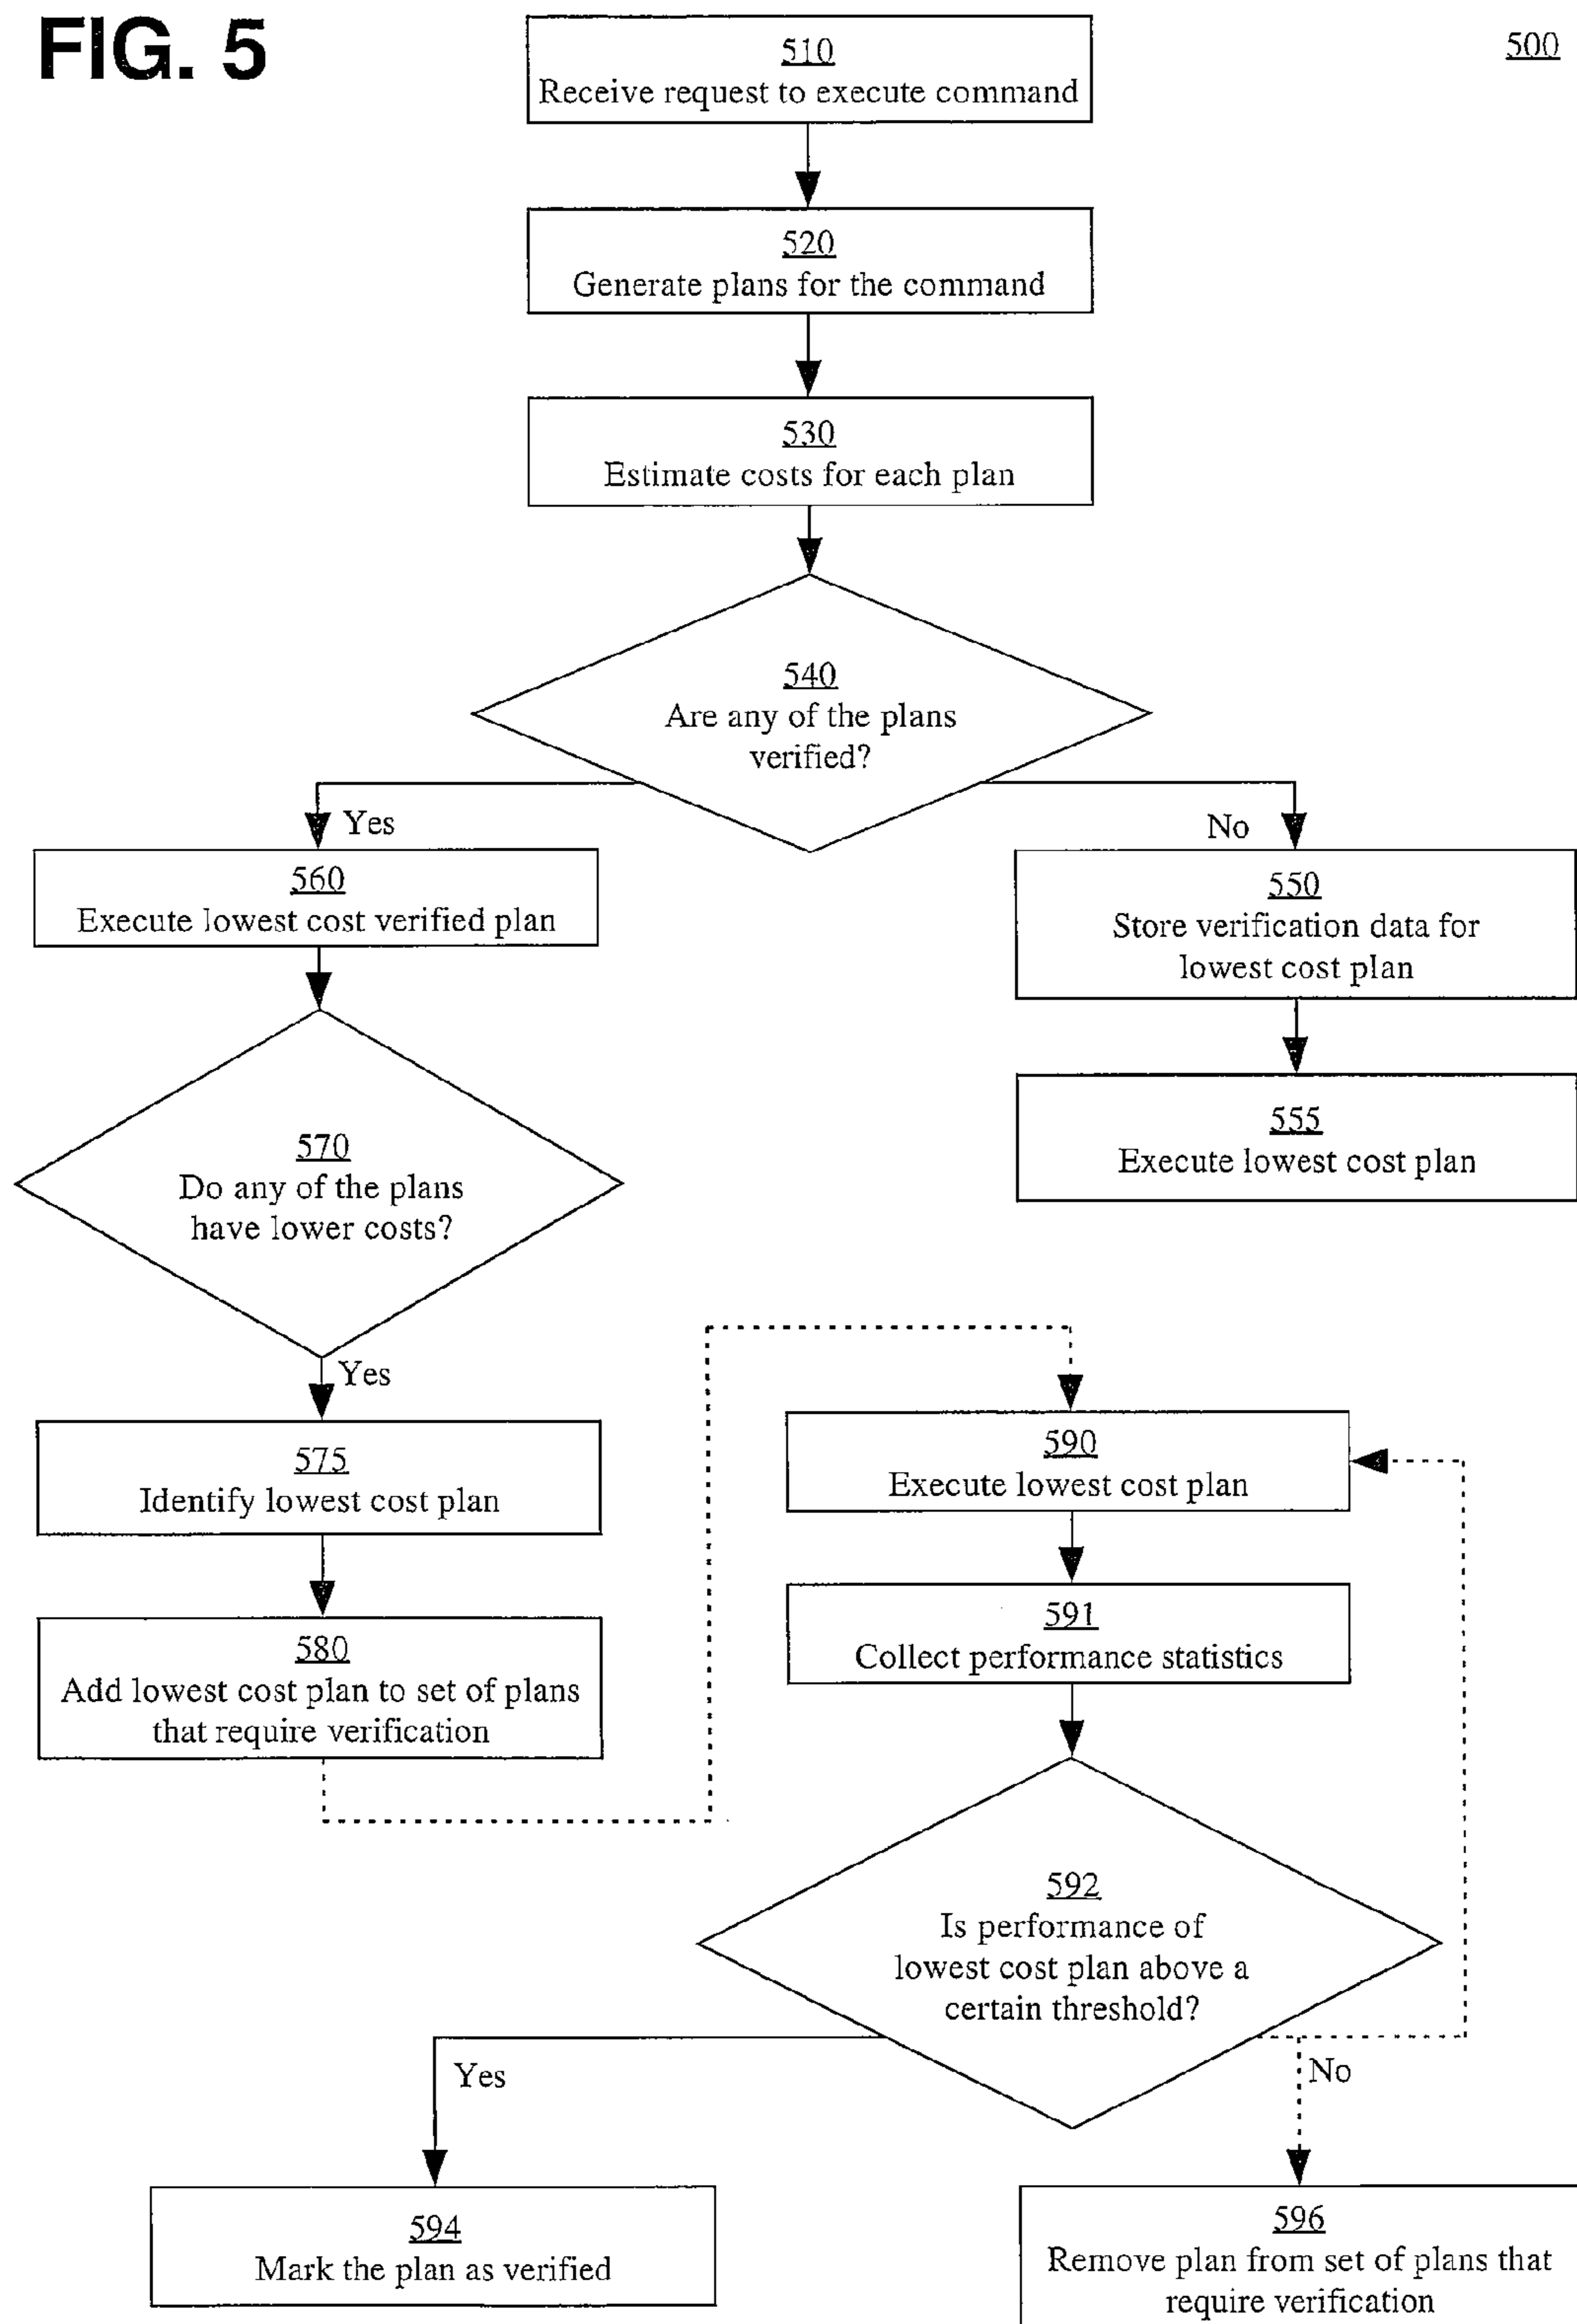 FIG. 5
500
510
Receive request to execute command
520
Generate plans for the command
530
Estimate costs for each plan
540
Are any of the plans
verified?
Yes
No
560
Execute lowest cost verified plan
550
Store verification data for
lowest cost plan
555
Execute lowest cost plan
570
Do any of the plans
have lower costs?
Yes
575
Identify lowest cost plan
580
Add lowest cost plan to set of plans
that require verification
590
Execute lowest cost plan
591
Collect performance statistics
592
Is performance of
lowest cost plan above a
certain threshold?
Yes
No
594
Mark the plan as verified
596
Remove plan from set of plans that
require verification